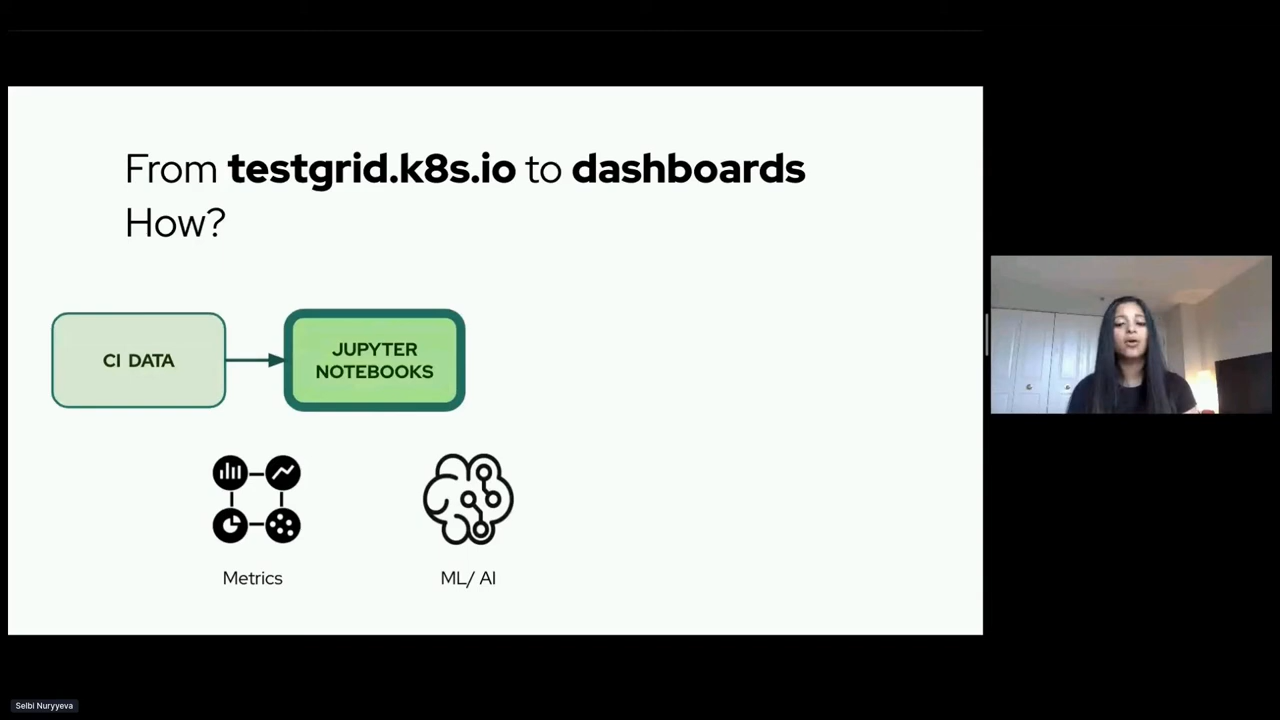 From testgrid.k8s.io to dashboards
How?
CI DATA
JUPYTER
NOTEBOOKS
Metrics
ML/ AI
Selbi Nuryyeva